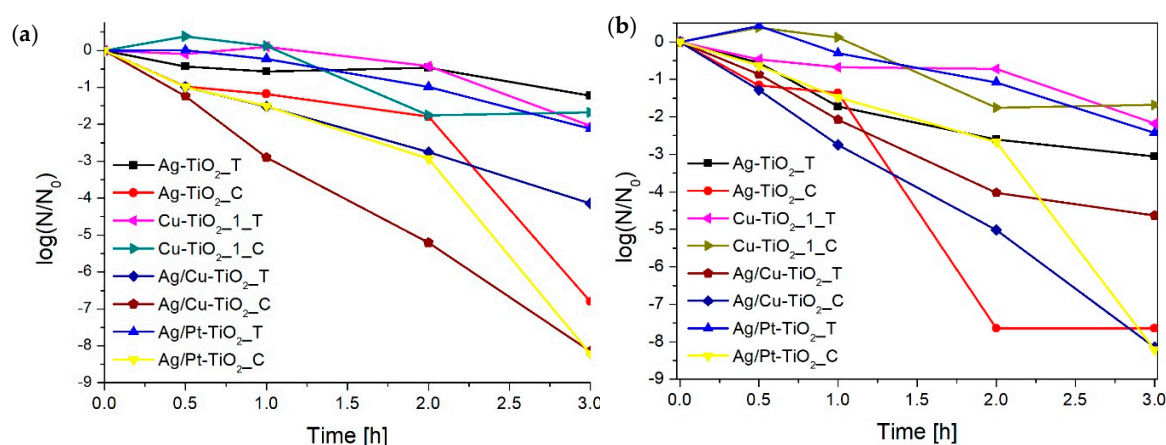 (a)
0
-1
-2
-3
-4
-5
-6
-7
-8
-9
log(N/N₀)
Ag-TiO₂_T
Ag-TiO₂_C
Cu-TiO₂_1_T
Cu-TiO₂_1_C
Ag/Cu-TiO₂_T
Ag/Cu-TiO₂_C
Ag/Pt-TiO₂_T
Ag/Pt-TiO₂_C
0.0 0.5 1.0 1.5 2.0 2.5 3.0
Time [h]
(b)
0
-1
-2
-3
-4
-5
-6
-7
-8
-9
log(N/N₀)
Ag-TiO₂_T
Ag-TiO₂_C
Cu-TiO₂_1_T
Cu-TiO₂_1_C
Ag/Cu-TiO₂_T
Ag/Cu-TiO₂_C
Ag/Pt-TiO₂_T
Ag/Pt-TiO₂_C
0.0 0.5 1.0 1.5 2.0 2.5 3.0
Time [h]